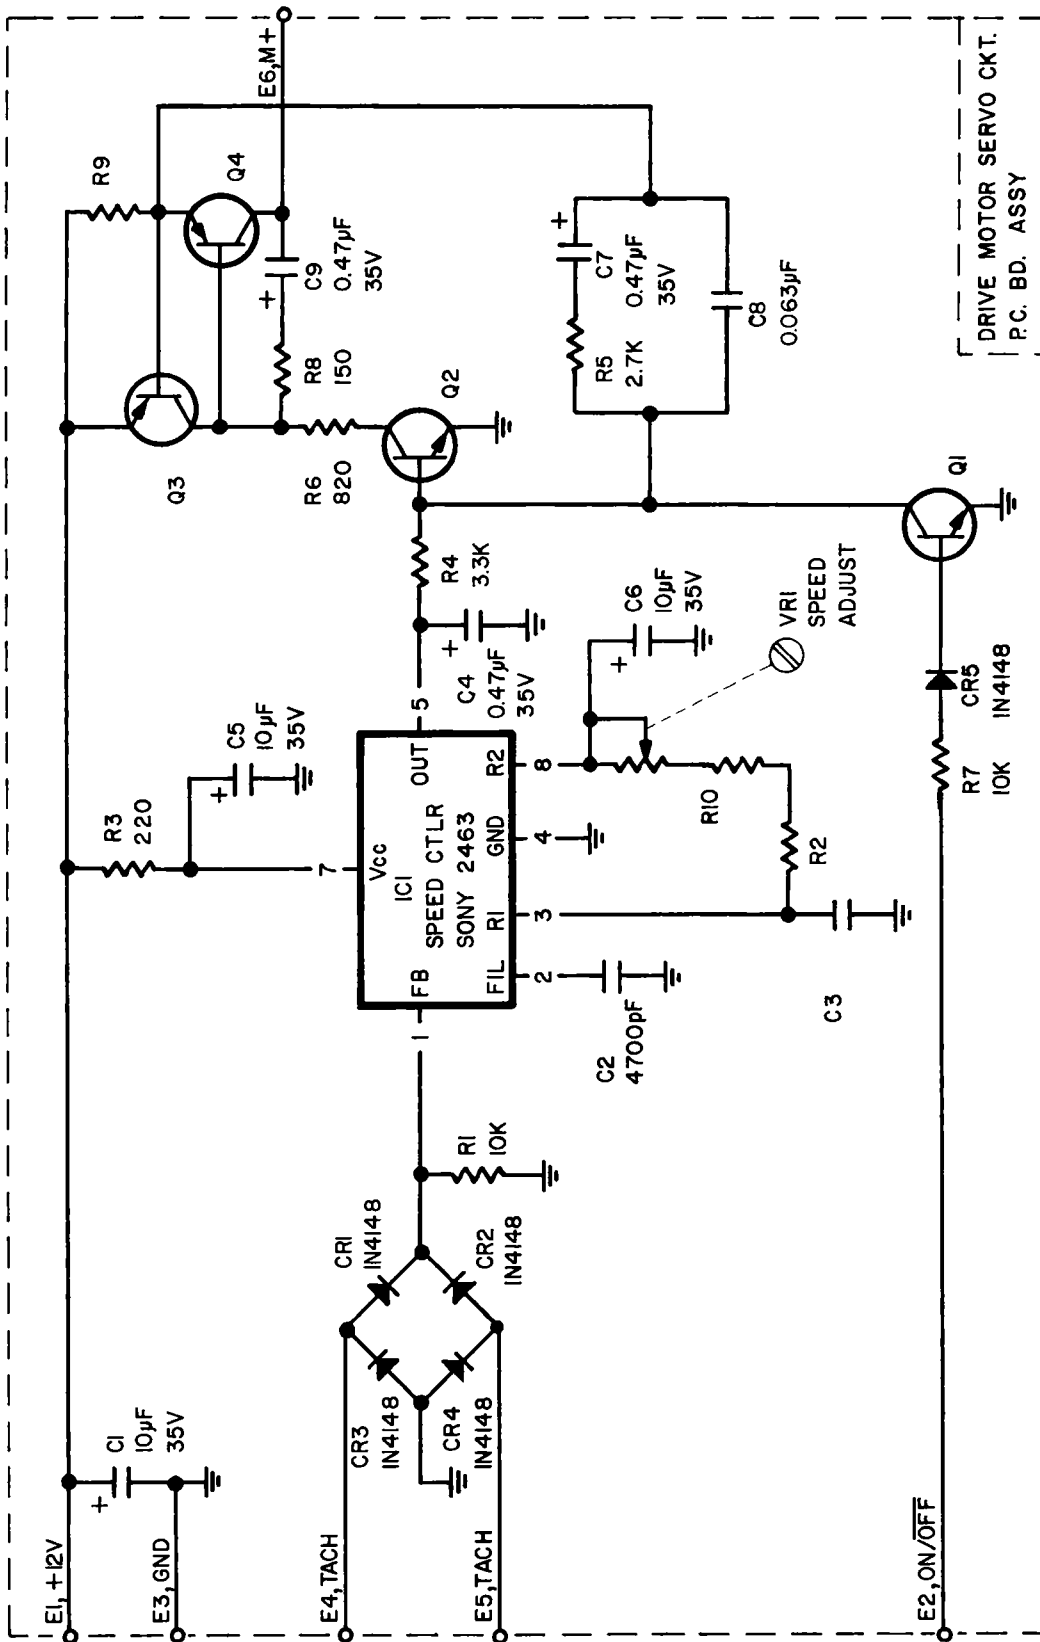 E1,+12V
C1
10µF
35V
+
E3,GND
E4,TACH
E5,TACH
CR3
1N4148
CR4
1N4148
CR1
1N4148
CR2
1N4148
R1
10K
1
FB
Vcc
7
IC1
SPEED CTLR
SONY 2463
OUT
5
FIL
R1
GND
R2
2
3
4
8
R3
220
C5
10µF
35V
+
C2
4700pF
C3
R2
R10
C4
0.47µF
35V
+
R4
3.3K
C6
10µF
35V
+
VR1
SPEED
ADJUST
Q3
R6
820
R8
150
Q2
C9
0.47µF
35V
+
R9
Q4
E6,M+
R5
2.7K
C7
0.47µF
35V
+
C8
0.063µF
E2,ON/OFF
R7
10K
CR5
1N4148
Q1
DRIVE MOTOR SERVO CKT.
P.C. BD. ASSY